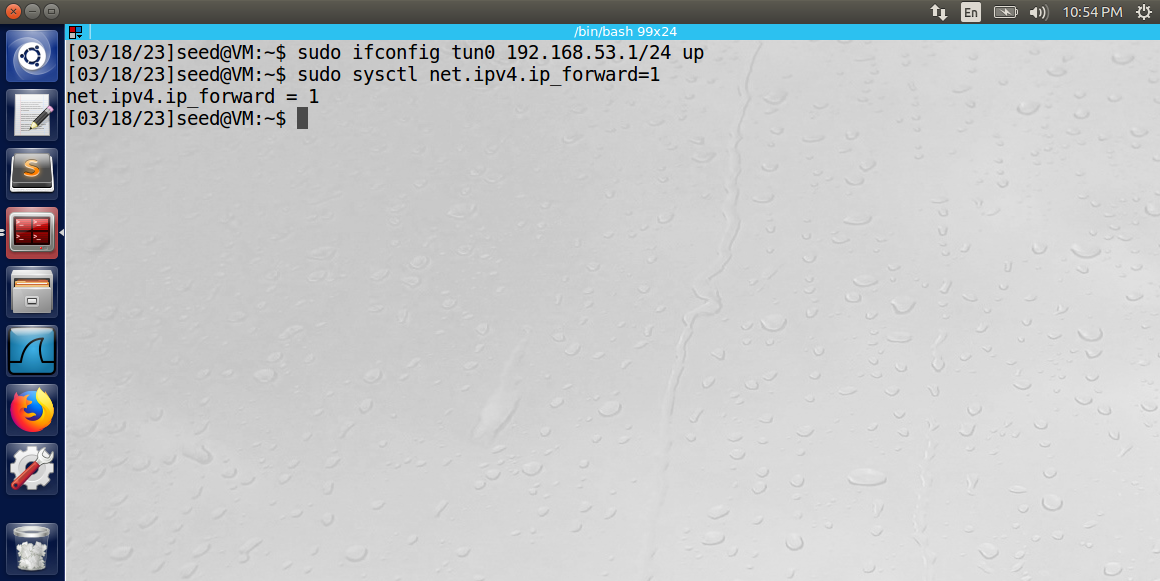 En
10:54 PM
/bin/bash 99x24
[03/18/23]seed@VM:~$ sudo ifconfig tun0 192.168.53.1/24 up
[03/18/23]seed@VM:~$ sudo sysctl net.ipv4.ip_forward=1
net.ipv4.ip_forward = 1
[03/18/23]seed@VM:~$